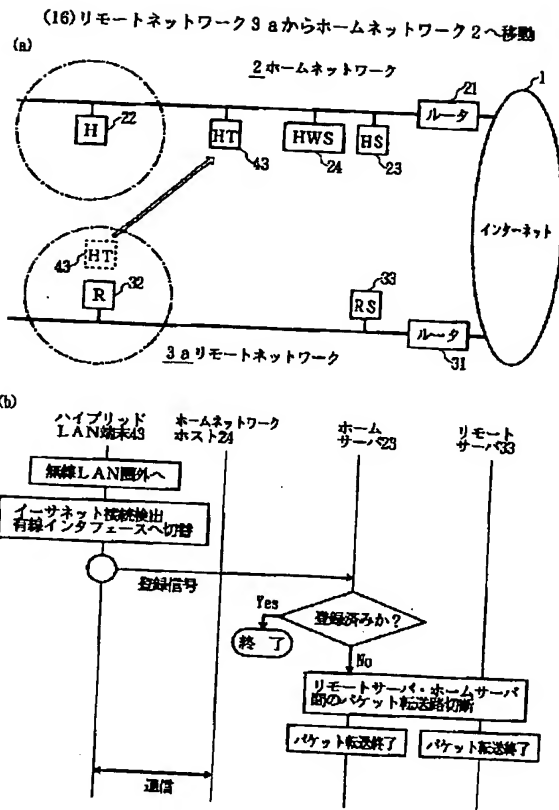 (16)リモートネットワーク3aからホームネットワーク2へ移動
(a)
2 ホームネットワーク
1
21
ルータ
H
22
HT
43
HWS
24
HS
23
インターネット
HT
43
R
32
33
RS
ルータ
31
3a リモートネットワーク
(b)
ハイブリッド
LAN端末43
ホームネットワーク
ホスト24
ホーム
サーバ23
リモート
サーバ33
無線LAN圏外へ
イーサネット接続検出
有線インタフェースへ切替
登録信号
登録済みか?
Yes
終了
No
リモートサーバ・ホームサーバ
間のパケット転送路切断
パケット転送終了
パケット転送終了
通信